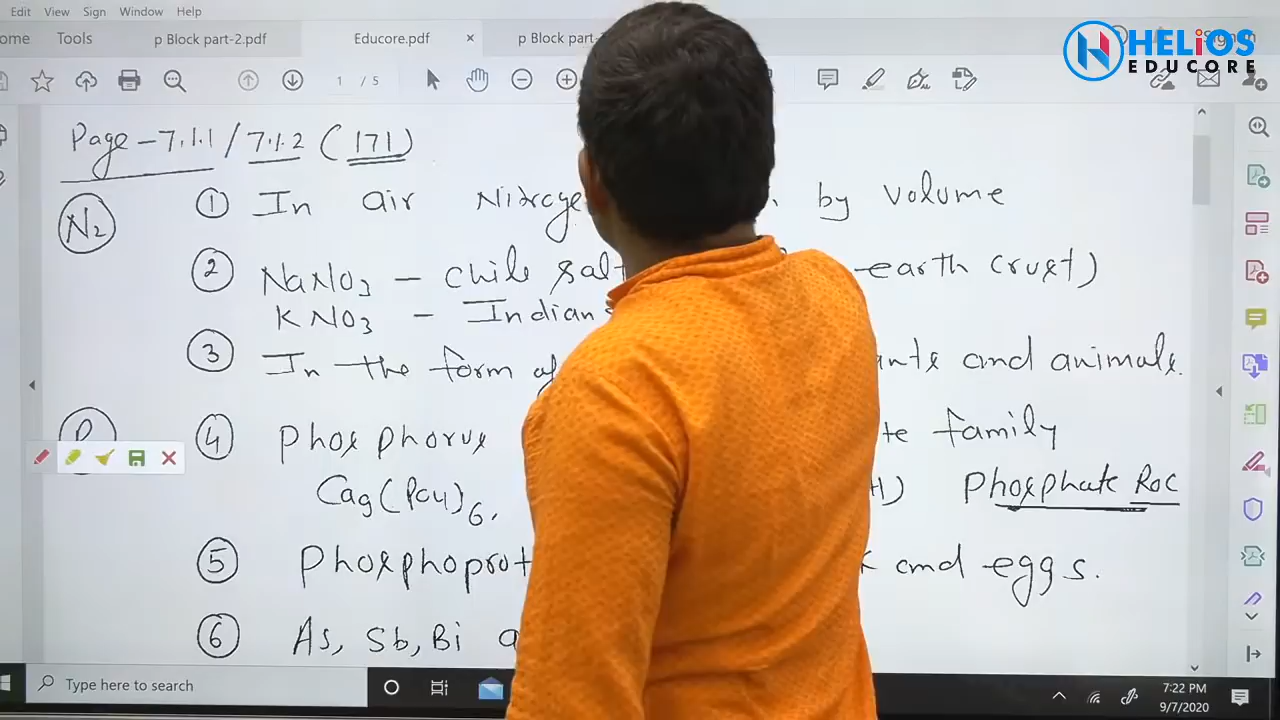 Edit View Sign Window Help
ome Tools p Block part-2.pdf Educore.pdf × p Block part-
HELiOS
EDUCORE
1 / 5
Page - 7.1.1 / 7.1.2 (171)
N2 ① In air Nitroge by volume
② NaNO3 – chile salt – earth crust)
KNO3 – Indian
③ In the form of ants and animals.
④ Phosphorus te family
Ca9(PO4)6. Phosphate Roc
⑤ Phosphoprot and eggs.
⑥ As, Sb, Bi a
Type here to search
7:22 PM
9/7/2020